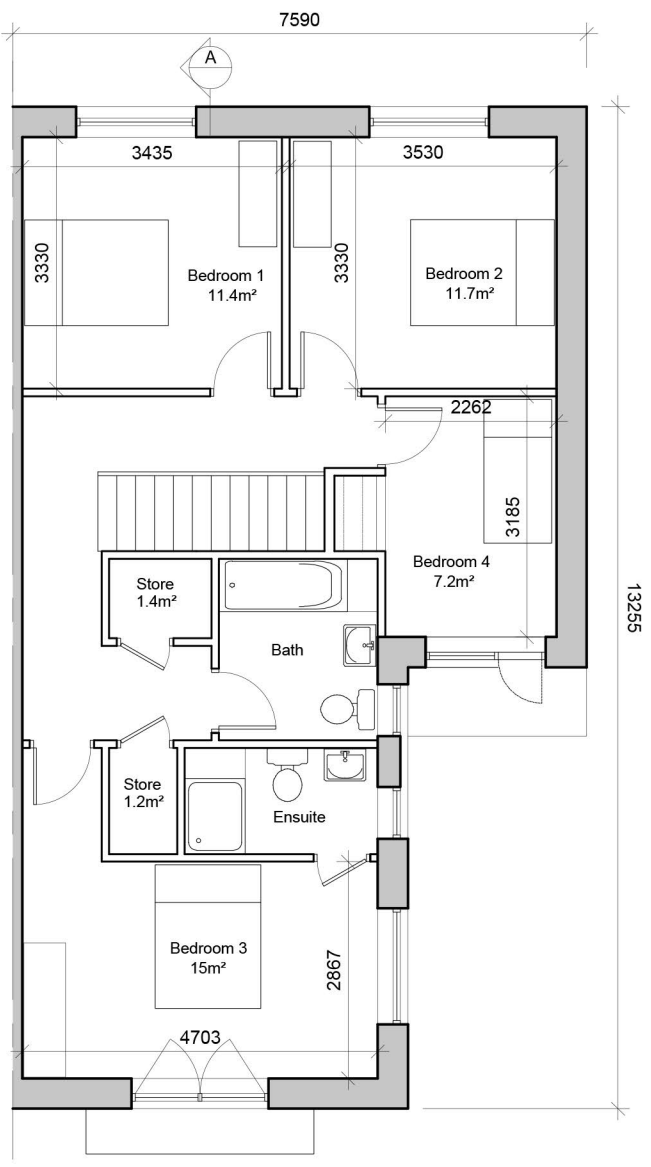 7590
A
3435
3530
3330
3330
Bedroom 1
11.4m²
Bedroom 2
11.7m²
2262
3185
Bedroom 4
7.2m²
Store
1.4m²
13255
Bath
Store
1.2m²
Ensuite
Bedroom 3
15m²
2867
4703